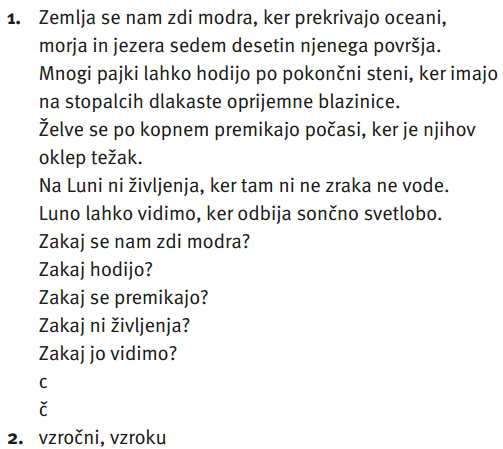 1. Zemlja se nam zdi modra, ker prekrivajo oceani,
morja in jezera sedem desetin njenega površja.
Mnogi pajki lahko hodijo po pokončni steni, ker imajo
na stopalcih dlakaste oprijemne blazinice.
Želve se po kopnem premikajo počasi, ker je njihov
oklep težak.
Na Luni ni življenja, ker tam ni ne zraka ne vode.
Luno lahko vidimo, ker odbija sončno svetlobo.
Zakaj se nam zdi modra?
Zakaj hodijo?
Zakaj se premikajo?
Zakaj ni življenja?
Zakaj jo vidimo?
c
č
2. vzročni, vzroku